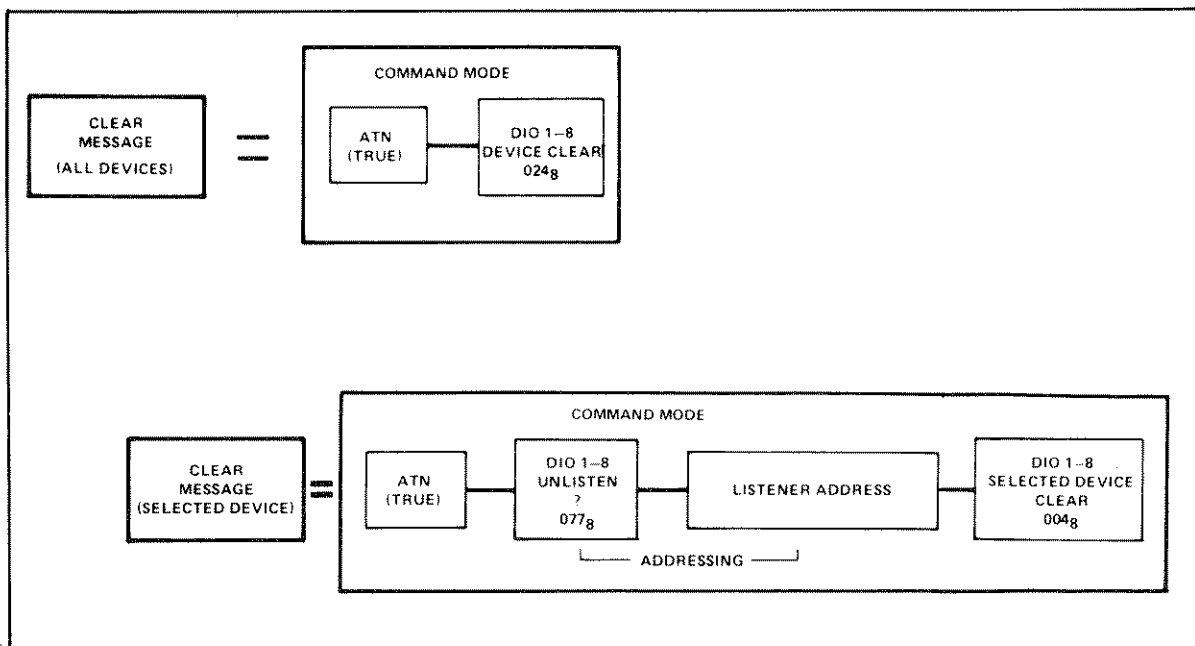 COMMAND MODE
CLEAR
MESSAGE
(ALL DEVICES)
=
ATN
(TRUE)
DIO 1–8
DEVICE CLEAR
024₈
COMMAND MODE
CLEAR
MESSAGE
(SELECTED DEVICE)
=
ATN
(TRUE)
DIO 1–8
UNLISTEN
?
077₈
LISTENER ADDRESS
DIO 1–8
SELECTED DEVICE
CLEAR
004₈
ADDRESSING